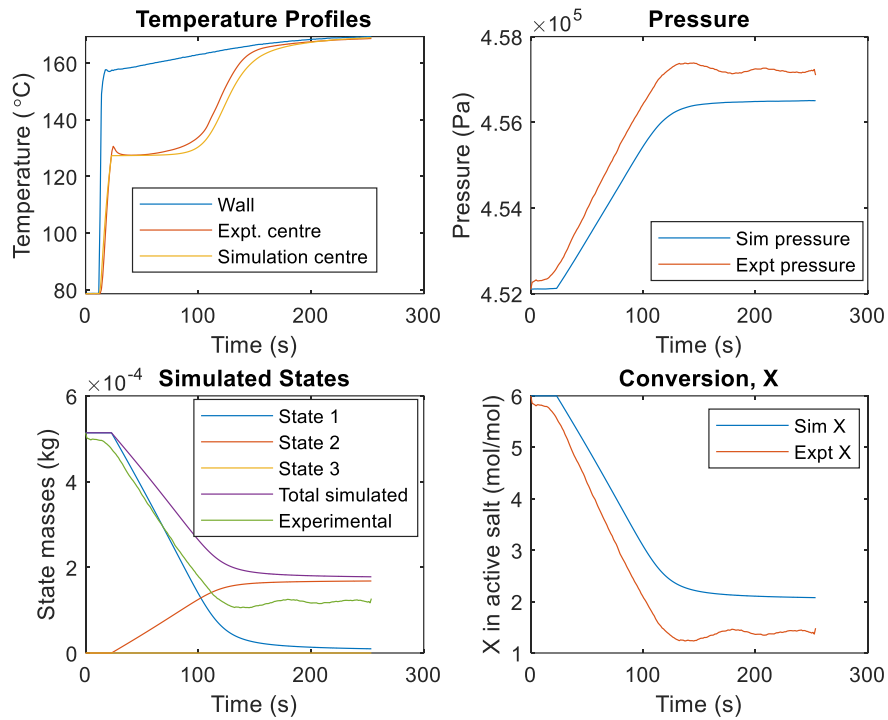 Temperature Profiles
Temperature (°C)
160
140
120
100
80
Wall
Expt. centre
Simulation centre
0 100 200 300
Time (s)
Pressure
×10^5
Pressure (Pa)
4.58
4.56
4.54
4.52
Sim pressure
Expt pressure
0 100 200 300
Time (s)
Simulated States
×10^-4
State masses (kg)
6
4
2
0
State 1
State 2
State 3
Total simulated
Experimental
0 100 200 300
Time (s)
Conversion, X
X in active salt (mol/mol)
6
5
4
3
2
1
Sim X
Expt X
0 100 200 300
Time (s)